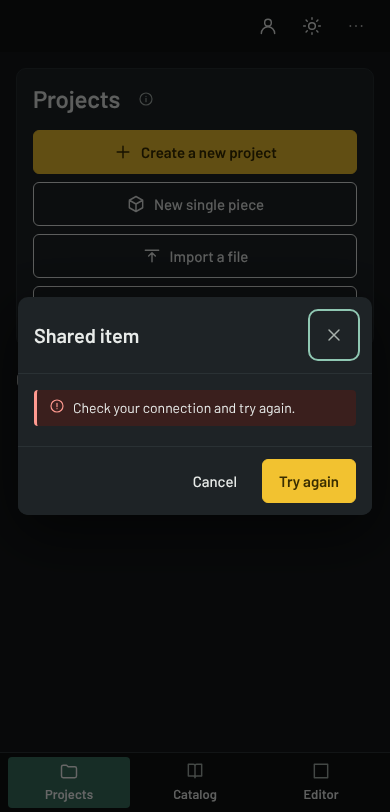 Projects
Create a new project
New single piece
Import a file
Shared item
Check your connection and try again.
Cancel
Try again
Projects
Catalog
Editor